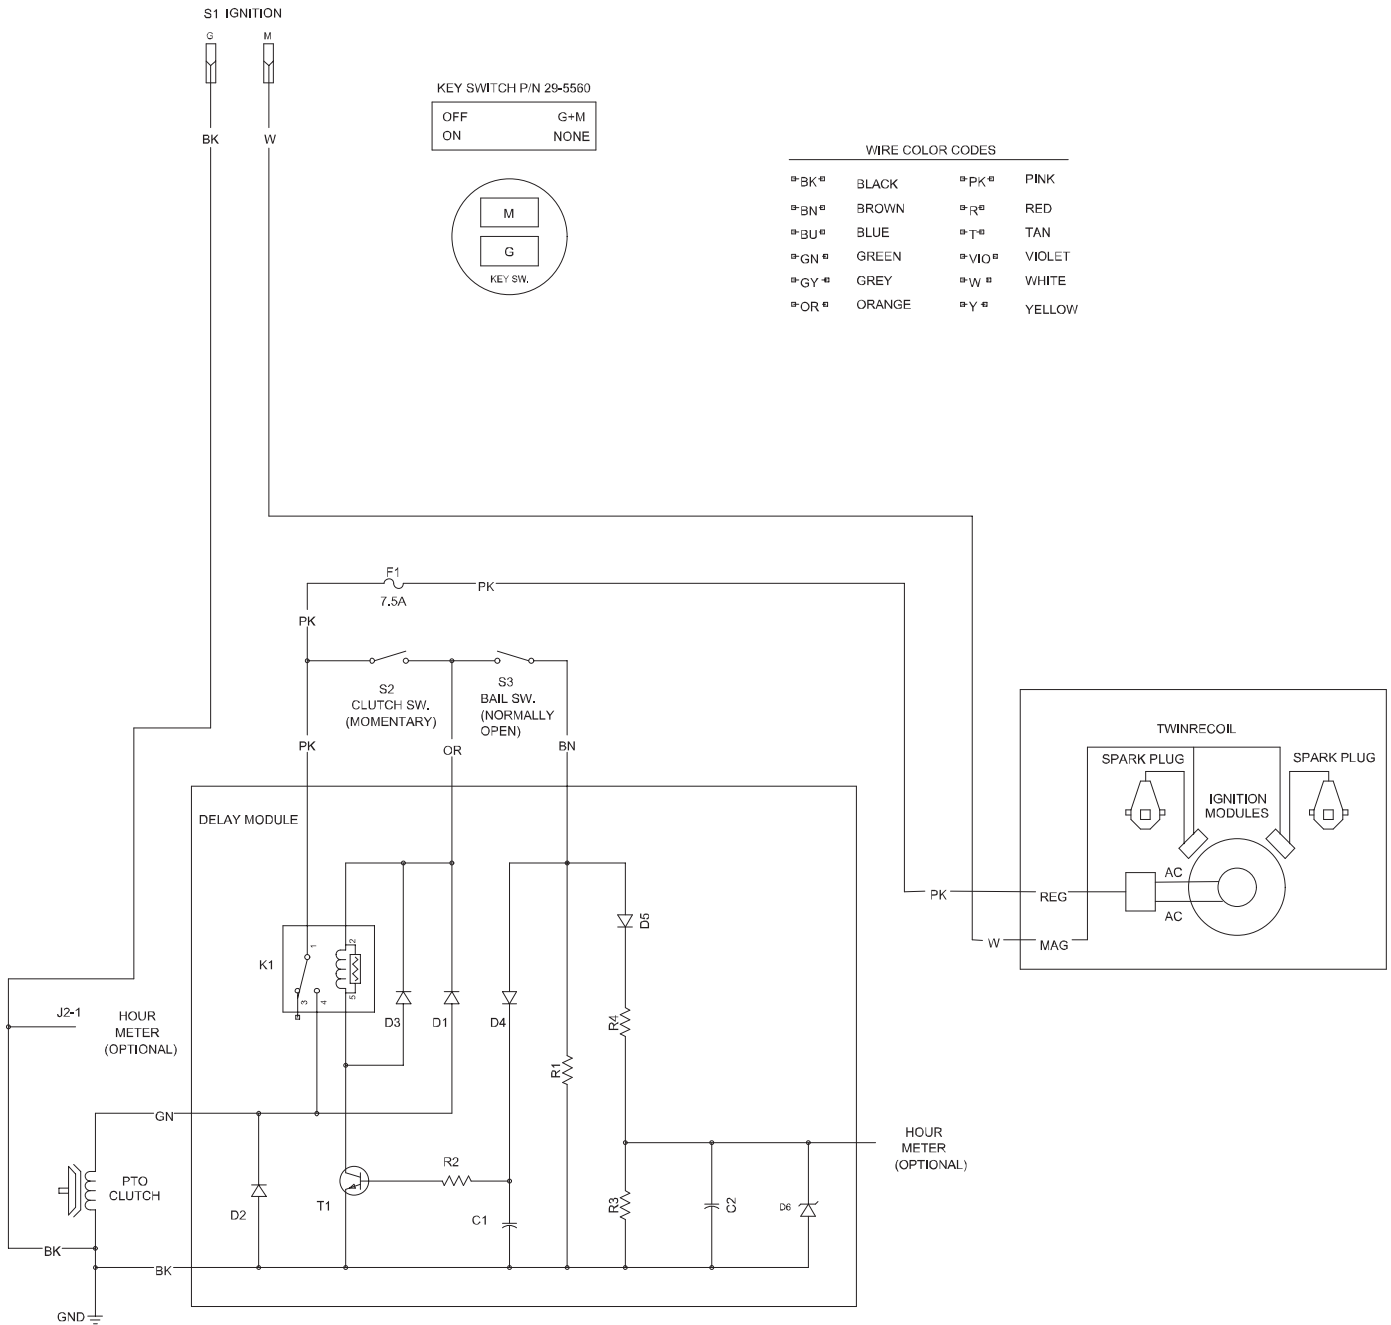 S1 IGNITION
G
M
BK
W
KEY SWITCH P/N 29-5560
OFF G+M
ON NONE
M
G
KEY SW.
WIRE COLOR CODES
BK BLACK PK PINK
BN BROWN R RED
BU BLUE T TAN
GN GREEN VIO VIOLET
GY GREY W WHITE
OR ORANGE Y YELLOW
F1
7.5A
PK
PK
S2
CLUTCH SW.
(MOMENTARY)
S3
BAIL SW.
(NORMALLY
OPEN)
PK
OR
BN
TWINRECOIL
SPARK PLUG
SPARK PLUG
IGNITION
MODULES
AC
AC
PK
REG
W
MAG
DELAY MODULE
K1
1
2
3
4
5
D3
D1
D4
D5
R4
R1
J2-1
HOUR
METER
(OPTIONAL)
GN
PTO
CLUTCH
D2
T1
R2
C1
R3
C2
D6
HOUR
METER
(OPTIONAL)
BK
BK
GND